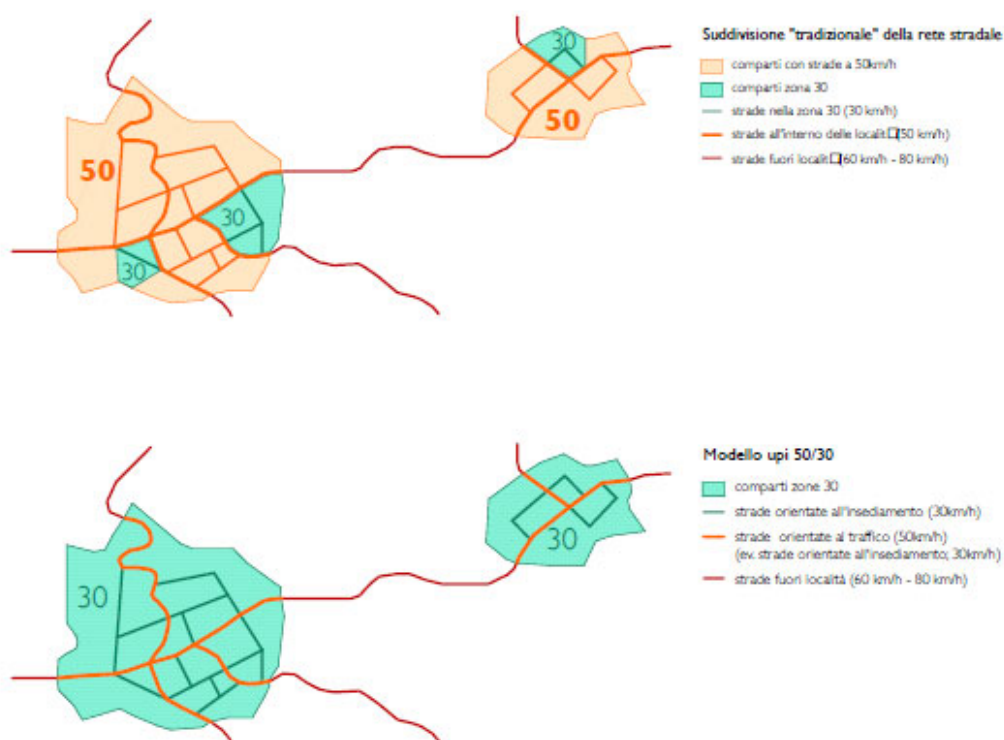 30
Suddivisione "tradizionale" della rete stradale
comparti con strade a 50km/h
50
comparti zona 30
strade nella zona 30 (30 km/h)
strade all'interno delle localit□(50 km/h)
strade fuori localit□(60 km/h - 80 km/h)
50
30
30
Modello upi 50/30
comparti zone 30
strade orientate all'insediamento (30km/h)
30
strade orientate al traffico (50km/h)
(ev. strade orientate all'insediamento; 30km/h)
strade fuori località (60 km/h - 80 km/h)
30